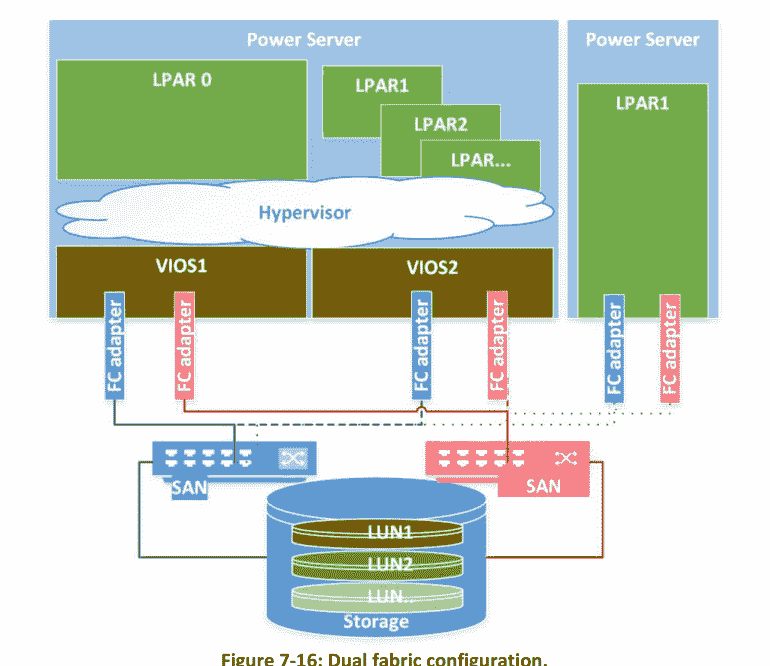 Power Server
Power Server
LPAR 0
LPAR1
LPAR2
LPAR...
LPAR1
Hypervisor
VIOS1
VIOS2
FC adapter
FC adapter
FC adapter
FC adapter
FC adapter
FC adapter
SAN
SAN
LUN1
LUN2
LUN..
Storage
Figure 7-16: Dual fabric configuration.